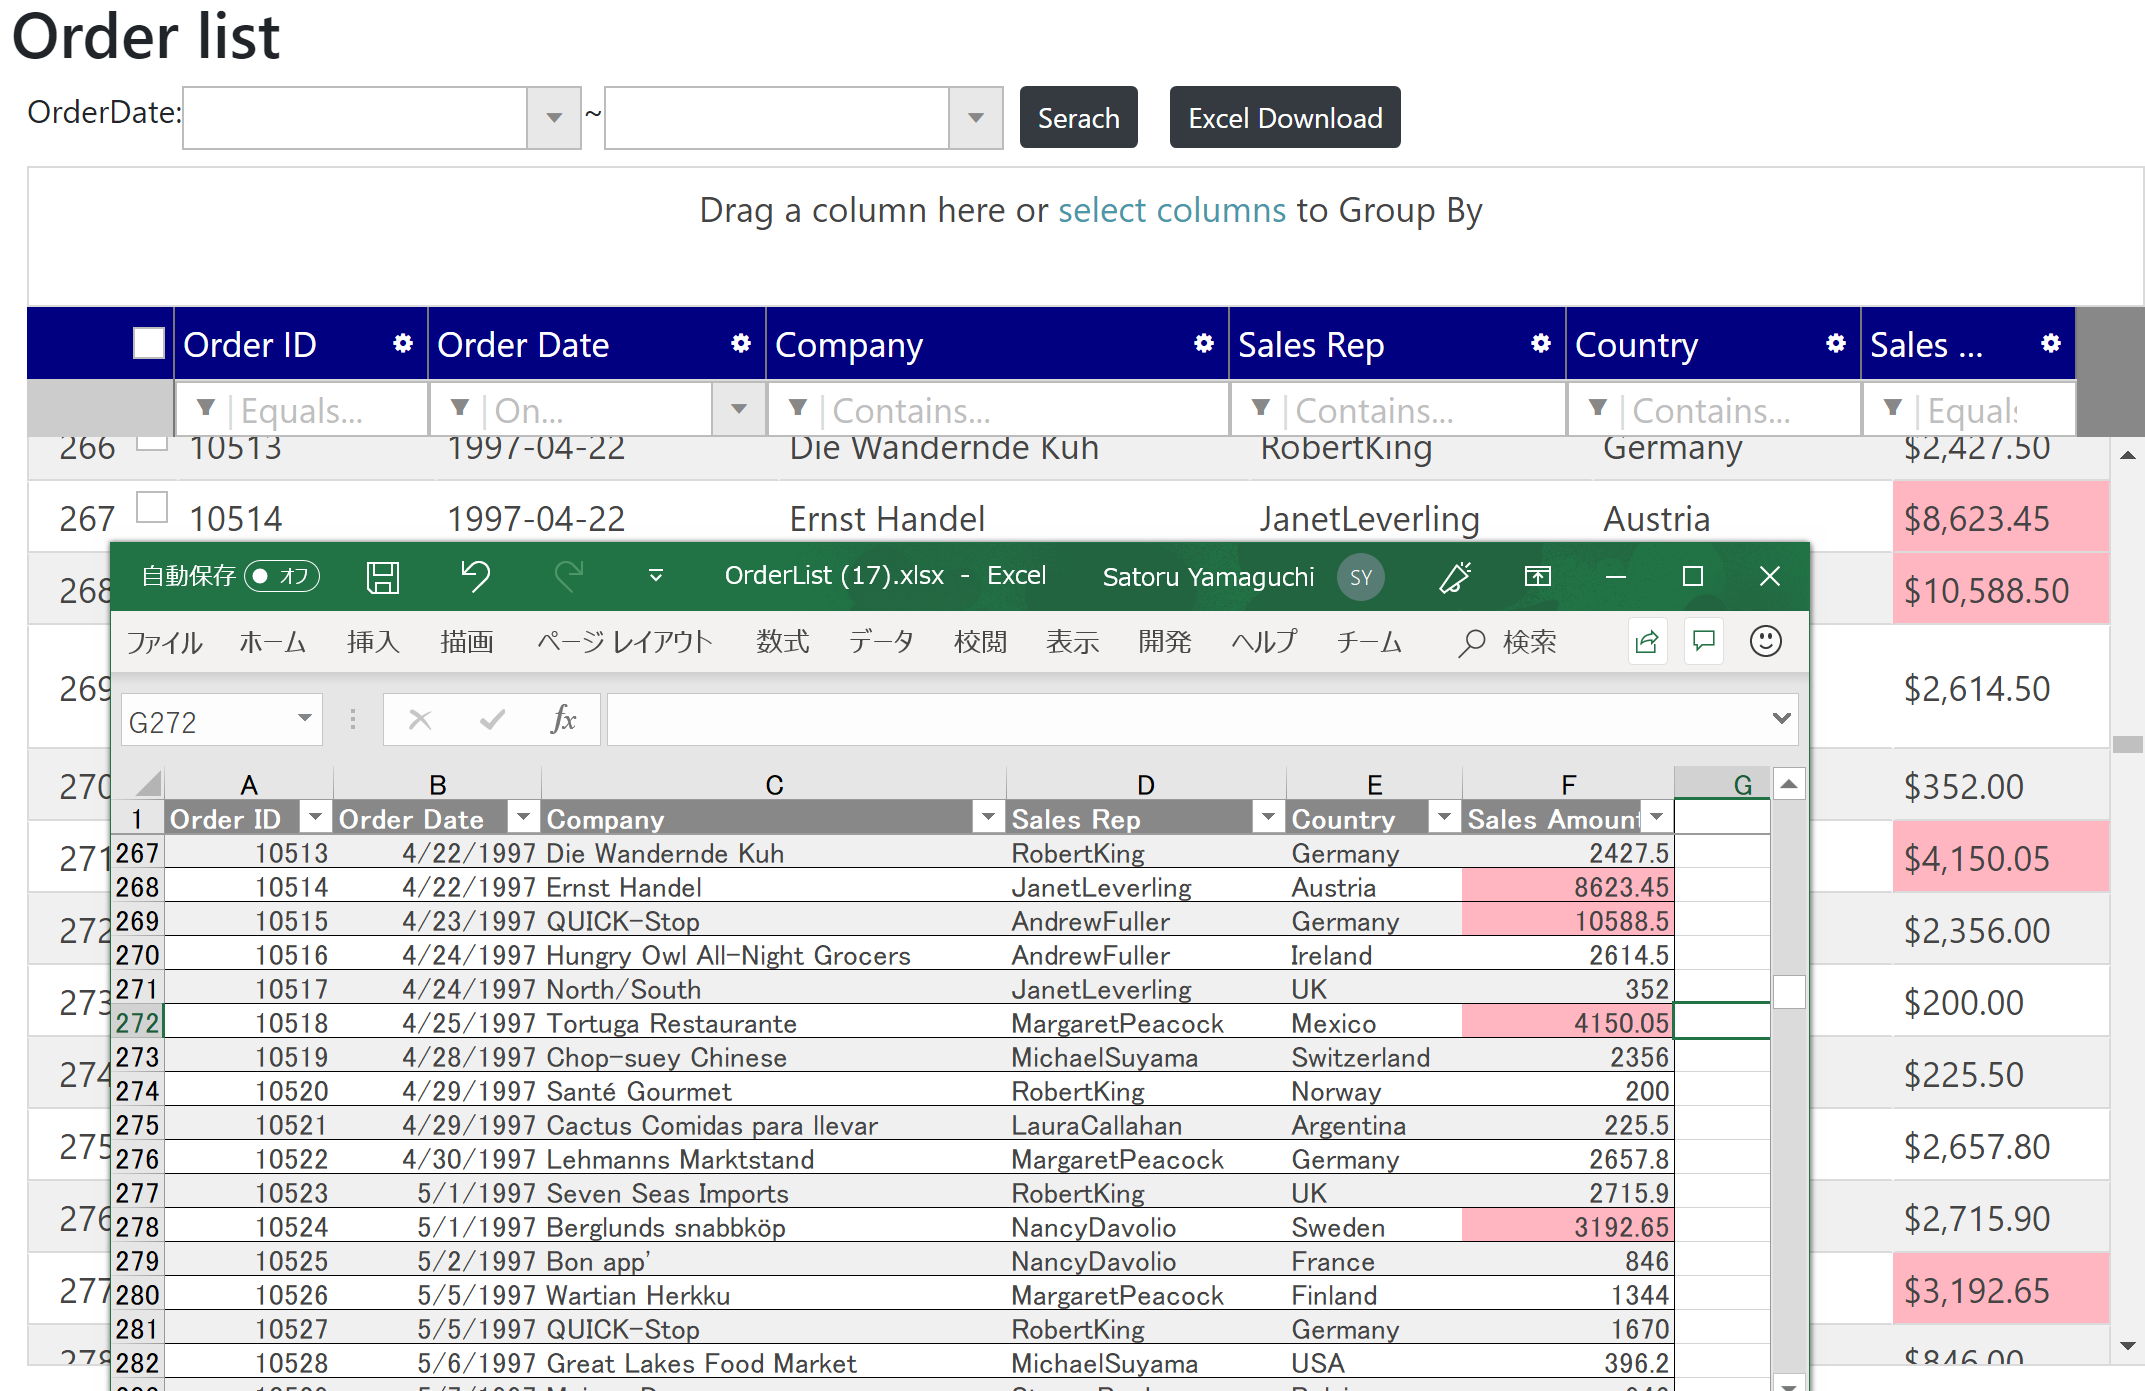 Order list
OrderDate: ~ Serach Excel Download
Drag a column here or select columns to Group By
Order ID Order Date Company Sales Rep Country Sales ...
Equals... On... Contains... Contains... Contains... Equals
266 10513 1997-04-22 Die Wandernde Kuh RobertKing Germany $2,427.50
267 10514 1997-04-22 Ernst Handel JanetLeverling Austria $8,623.45
268 $10,588.50
269 $2,614.50
270 $352.00
271 $4,150.05
272 $2,356.00
273 $200.00
274 $225.50
275 $2,657.80
276 $2,715.90
277 $3,192.65
278 $846.00
自動保存 オフ OrderList (17).xlsx - Excel Satoru Yamaguchi SY
ファイル ホーム 挿入 描画 ページ レイアウト 数式 データ 校閲 表示 開発 ヘルプ チーム 検索
G272 fx
A B C D E F G
1 Order ID Order Date Company Sales Rep Country Sales Amount
267 10513 4/22/1997 Die Wandernde Kuh RobertKing Germany 2427.5
268 10514 4/22/1997 Ernst Handel JanetLeverling Austria 8623.45
269 10515 4/23/1997 QUICK-Stop AndrewFuller Germany 10588.5
270 10516 4/24/1997 Hungry Owl All-Night Grocers AndrewFuller Ireland 2614.5
271 10517 4/24/1997 North/South JanetLeverling UK 352
272 10518 4/25/1997 Tortuga Restaurante MargaretPeacock Mexico 4150.05
273 10519 4/28/1997 Chop-suey Chinese MichaelSuyama Switzerland 2356
274 10520 4/29/1997 Santé Gourmet RobertKing Norway 200
275 10521 4/29/1997 Cactus Comidas para llevar LauraCallahan Argentina 225.5
276 10522 4/30/1997 Lehmanns Marktstand MargaretPeacock Germany 2657.8
277 10523 5/1/1997 Seven Seas Imports RobertKing UK 2715.9
278 10524 5/1/1997 Berglunds snabbköp NancyDavolio Sweden 3192.65
279 10525 5/2/1997 Bon app' NancyDavolio France 846
280 10526 5/5/1997 Wartian Herkku MargaretPeacock Finland 1344
281 10527 5/5/1997 QUICK-Stop RobertKing Germany 1670
282 10528 5/6/1997 Great Lakes Food Market MichaelSuyama USA 396.2